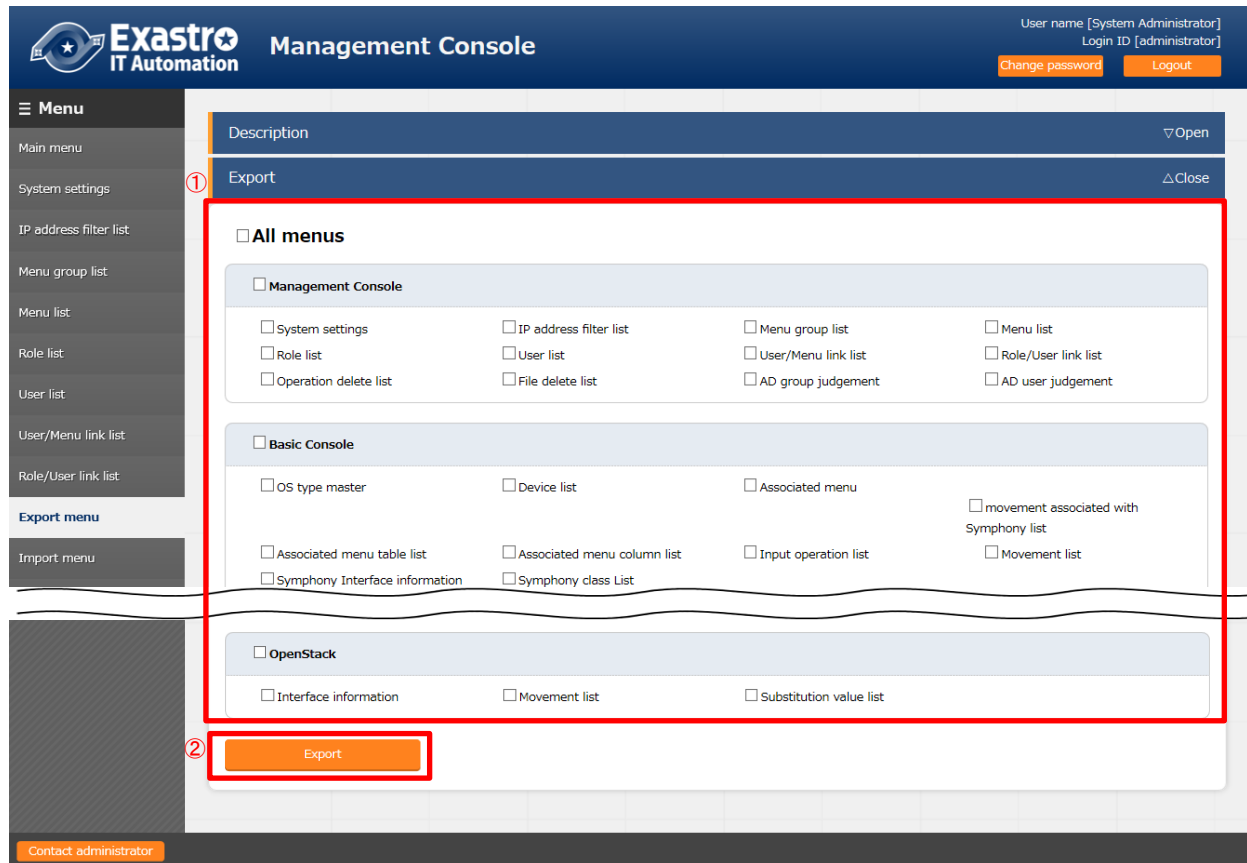 Exastro
IT Automation
Management Console
User name [System Administrator]
Login ID [administrator]
Change password
Logout
☰ Menu
Main menu
System settings
IP address filter list
Menu group list
Menu list
Role list
User list
User/Menu link list
Role/User link list
Export menu
Import menu
Description
▽Open
①
Export
△Close
All menus
Management Console
System settings
IP address filter list
Menu group list
Menu list
Role list
User list
User/Menu link list
Role/User link list
Operation delete list
File delete list
AD group judgement
AD user judgement
Basic Console
OS type master
Device list
Associated menu
movement associated with
Symphony list
Associated menu table list
Associated menu column list
Input operation list
Movement list
Symphony Interface information
Symphony class List
OpenStack
Interface information
Movement list
Substitution value list
②
Export
Contact administrator